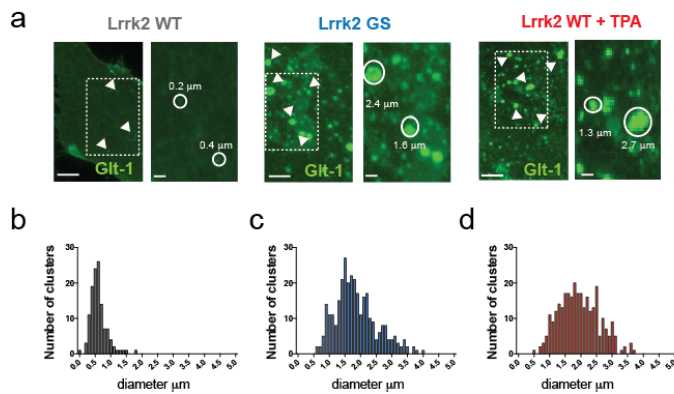 a
Lrrk2 WT
Lrrk2 GS
Lrrk2 WT + TPA
0.2 µm
0.4 µm
Glt-1
2.4 µm
1.6 µm
Glt-1
1.3 µm
2.7 µm
Glt-1
b
c
d
Number of clusters
30
20
10
0
0.0 0.5 1.0 1.5 2.0 2.5 3.0 3.5 4.0 4.5 5.0
diameter µm
Number of clusters
30
20
10
0
0.0 0.5 1.0 1.5 2.0 2.5 3.0 3.5 4.0 4.5 5.0
diameter µm
Number of clusters
30
20
10
0
0.0 0.5 1.0 1.5 2.0 2.5 3.0 3.5 4.0 4.5 5.0
diameter µm